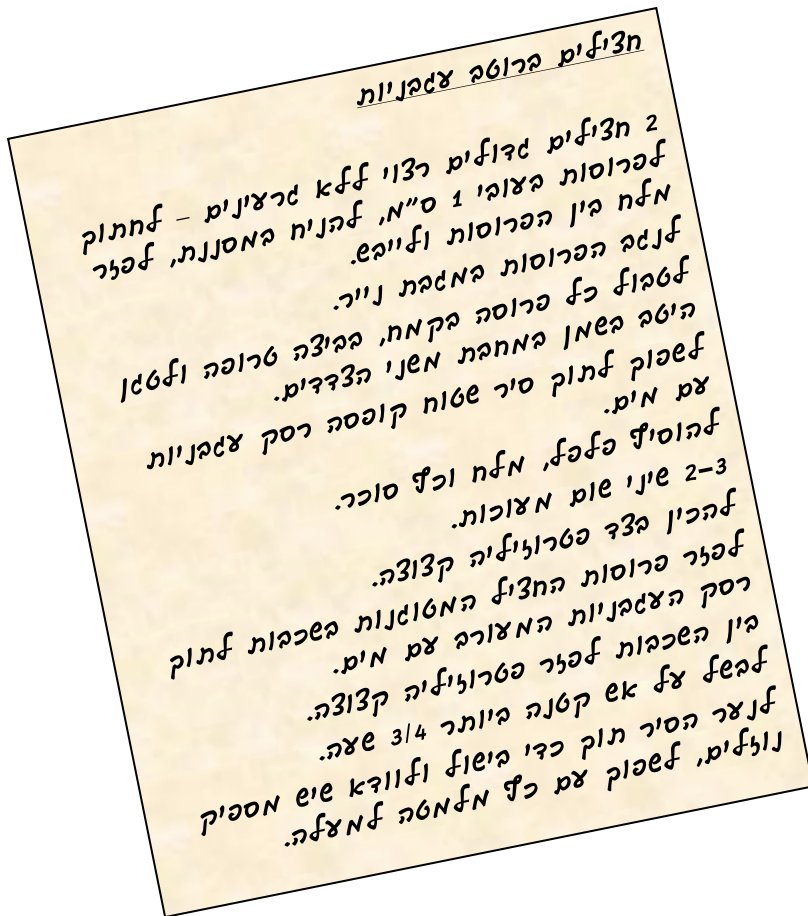 חצילים ברוטב עגבניות
2 חצילים גדולים רצוי ללא גרעינים – לחתוך
לפרוסות בעובי 1 ס"מ, להניח במסננת, לפזר
מלח בין הפרוסות ולייבש.
לנגב הפרוסות במגבת נייר.
לטבול כל פרוסה בקמח, בביצה טרופה ולטגן
היטב בשמן במחבת משני הצדדים.
לשפוך לתוך סיר שטוח קופסה רסק עגבניות
עם מים.
להוסיף פלפל, מלח וכף סוכר.
2-3 שיני שום מעוכות.
להכין בצד פטרוזיליה קצוצה.
לפזר פרוסות החציל המטוגנות בשכבות לתוך
רסק העגבניות המעורב עם מים.
בין השכבות לפזר פטרוזיליה קצוצה.
לבשל על אש קטנה ביותר 3/4 שעה.
לנער הסיר תוך כדי בישול ולוודא שיש מספיק
נוזלים, לשפוך עם כף מלמטה למעלה.